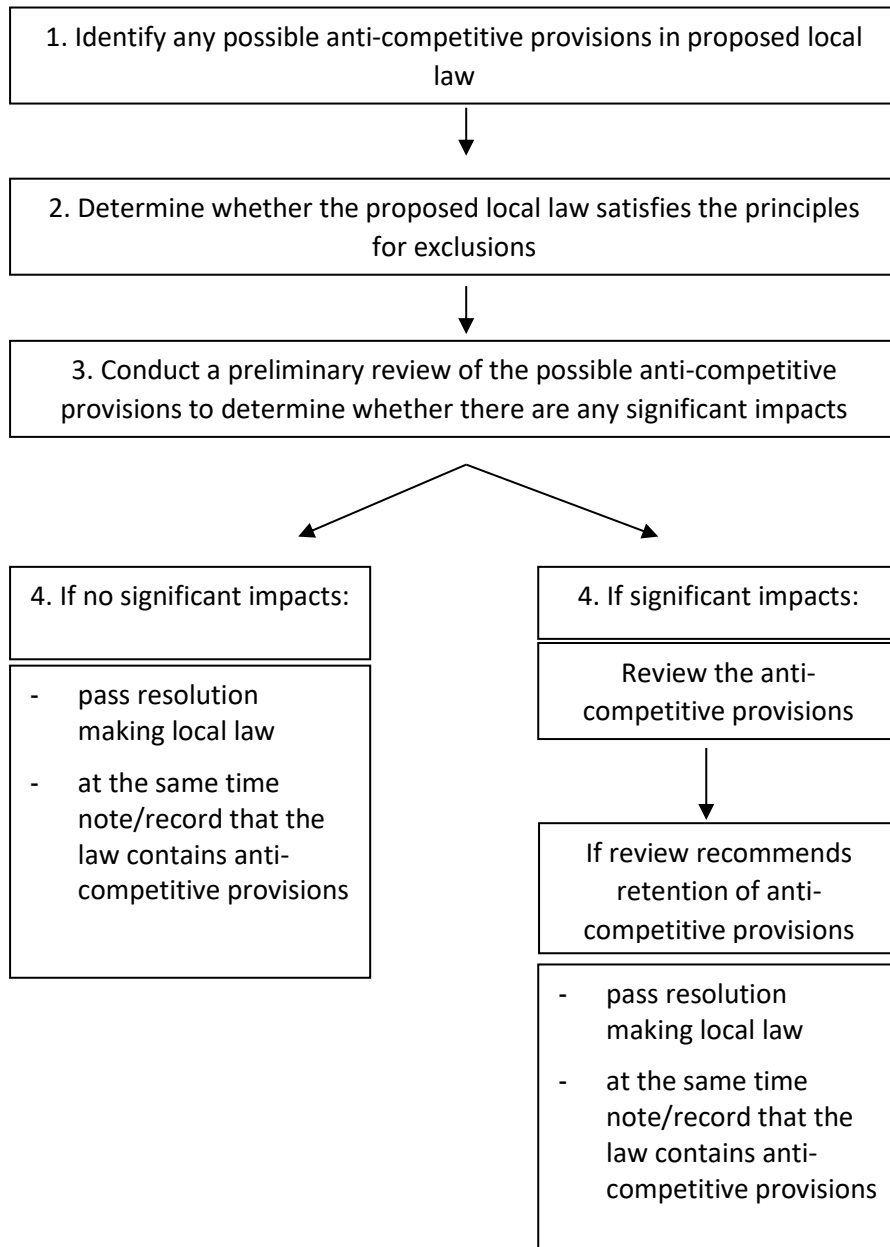 1. Identify any possible anti-competitive provisions in proposed local
law
2. Determine whether the proposed local law satisfies the principles
for exclusions
3. Conduct a preliminary review of the possible anti-competitive
provisions to determine whether there are any significant impacts
4. If no significant impacts:
- pass resolution
making local law
- at the same time
note/record that the
law contains anti-
competitive provisions
4. If significant impacts:
Review the anti-
competitive provisions
If review recommends
retention of anti-
competitive provisions
- pass resolution
making local law
- at the same time
note/record that the
law contains anti-
competitive provisions